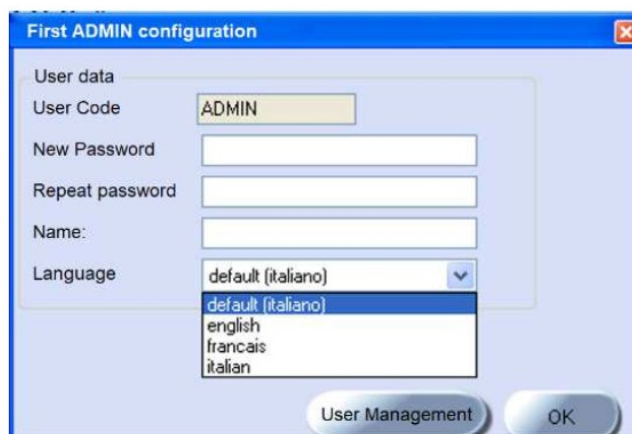 First ADMIN configuration
User data
User Code ADMIN
New Password
Repeat password
Name:
Language default (italiano)
default (italiano)
english
francais
italian
User Management OK